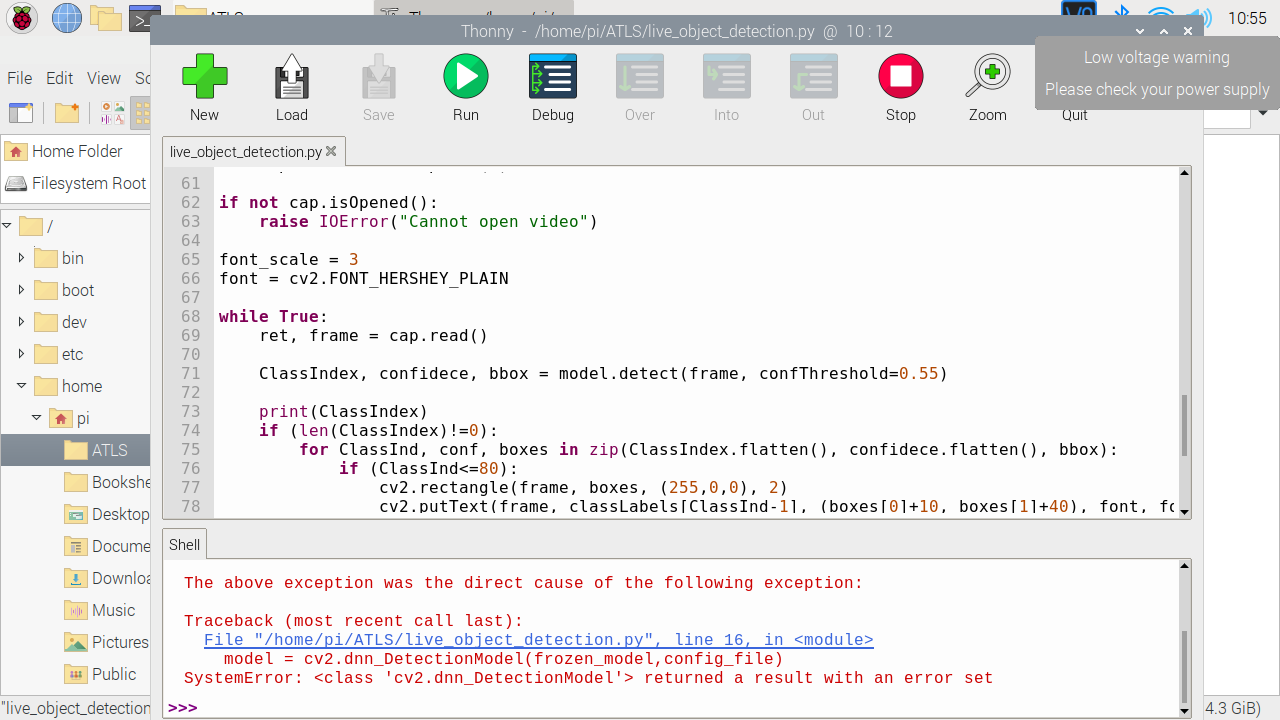 ATLS
10:55
Thonny - /home/pi/ATLS/live_object_detection.py @ 10 : 12
Low voltage warning
Please check your power supply
File Edit View
New Load Save Run Debug Over Into Out Stop Zoom Quit
live_object_detection.py
Home Folder
Filesystem Root
/
bin
boot
dev
etc
home
pi
ATLS
Bookshe
Desktop
Docume
Downloa
Music
Pictures
Public
"live_object_detection
61
62 if not cap.isOpened():
63     raise IOError("Cannot open video")
64
65 font_scale = 3
66 font = cv2.FONT_HERSHEY_PLAIN
67
68 while True:
69     ret, frame = cap.read()
70
71     ClassIndex, confidece, bbox = model.detect(frame, confThreshold=0.55)
72
73     print(ClassIndex)
74     if (len(ClassIndex)!=0):
75         for ClassInd, conf, boxes in zip(ClassIndex.flatten(), confidece.flatten(), bbox):
76             if (ClassInd<=80):
77                 cv2.rectangle(frame, boxes, (255,0,0), 2)
78                 cv2.putText(frame, classLabels[ClassInd-1], (boxes[0]+10, boxes[1]+40), font, fo
Shell
The above exception was the direct cause of the following exception:
Traceback (most recent call last):
File "/home/pi/ATLS/live_object_detection.py", line 16, in <module>
model = cv2.dnn_DetectionModel(frozen_model,config_file)
SystemError: <class 'cv2.dnn_DetectionModel'> returned a result with an error set
>>>
4.3 GiB)